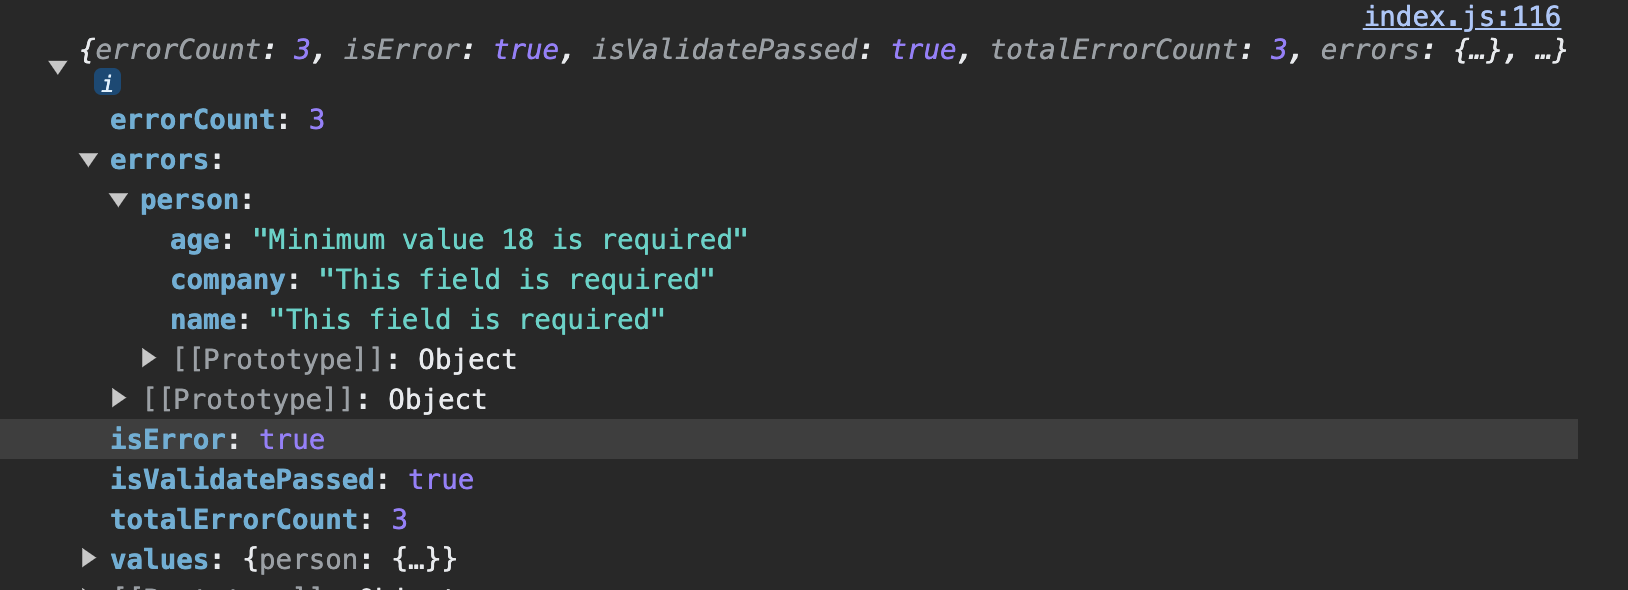 index.js:116
{errorCount: 3, isError: true, isValidatePassed: true, totalErrorCount: 3, errors: {…}, …}
i
errorCount: 3
errors:
person:
age: "Minimum value 18 is required"
company: "This field is required"
name: "This field is required"
[[Prototype]]: Object
[[Prototype]]: Object
isError: true
isValidatePassed: true
totalErrorCount: 3
values: {person: {…}}